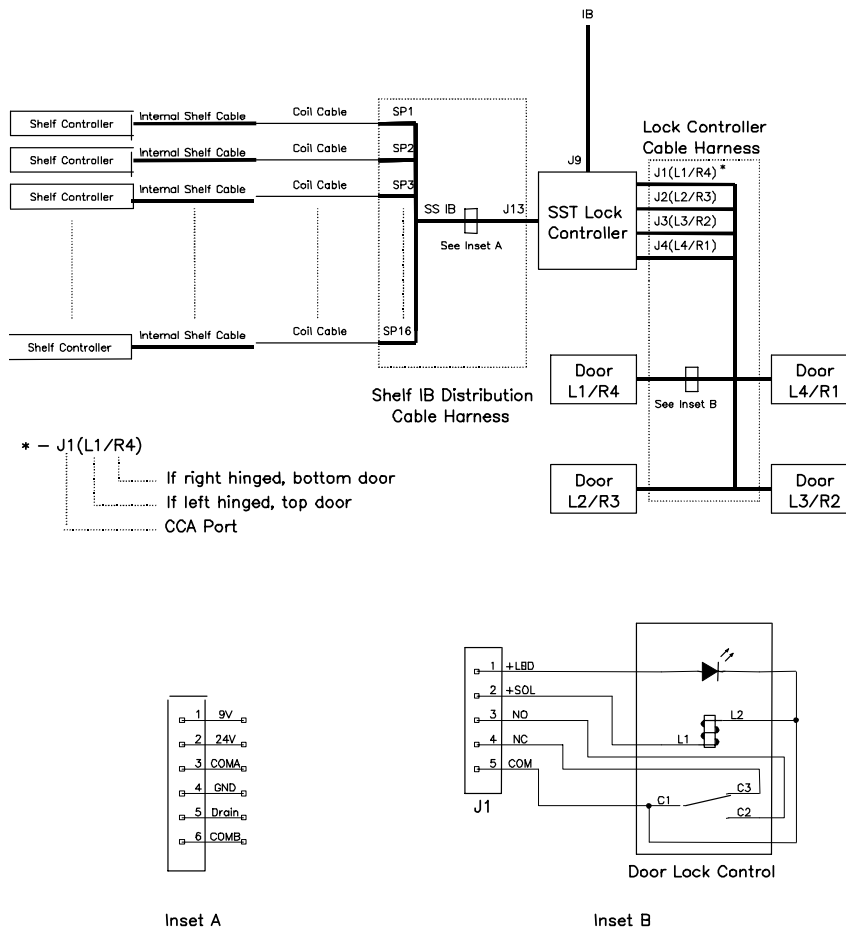 IB
Shelf Controller
Internal Shelf Cable
Coil Cable
SP1
Shelf Controller
Internal Shelf Cable
Coil Cable
SP2
Shelf Controller
Internal Shelf Cable
Coil Cable
SP3
Shelf Controller
Internal Shelf Cable
Coil Cable
SP16
SS IB
J13
See Inset A
Shelf IB Distribution
Cable Harness
J9
SST Lock
Controller
Lock Controller
Cable Harness
J1(L1/R4) *
J2(L2/R3)
J3(L3/R2)
J4(L4/R1)
Door
L1/R4
See Inset B
Door
L4/R1
Door
L2/R3
Door
L3/R2
* - J1(L1/R4)
If right hinged, bottom door
If left hinged, top door
CCA Port
1 9V
2 24V
3 COMA
4 GND
5 Drain
6 COMB
Inset A
1 +LBD
2 +SOL
3 NO
4 NC
5 COM
J1
L2
L1
C3
C1
C2
Door Lock Control
Inset B